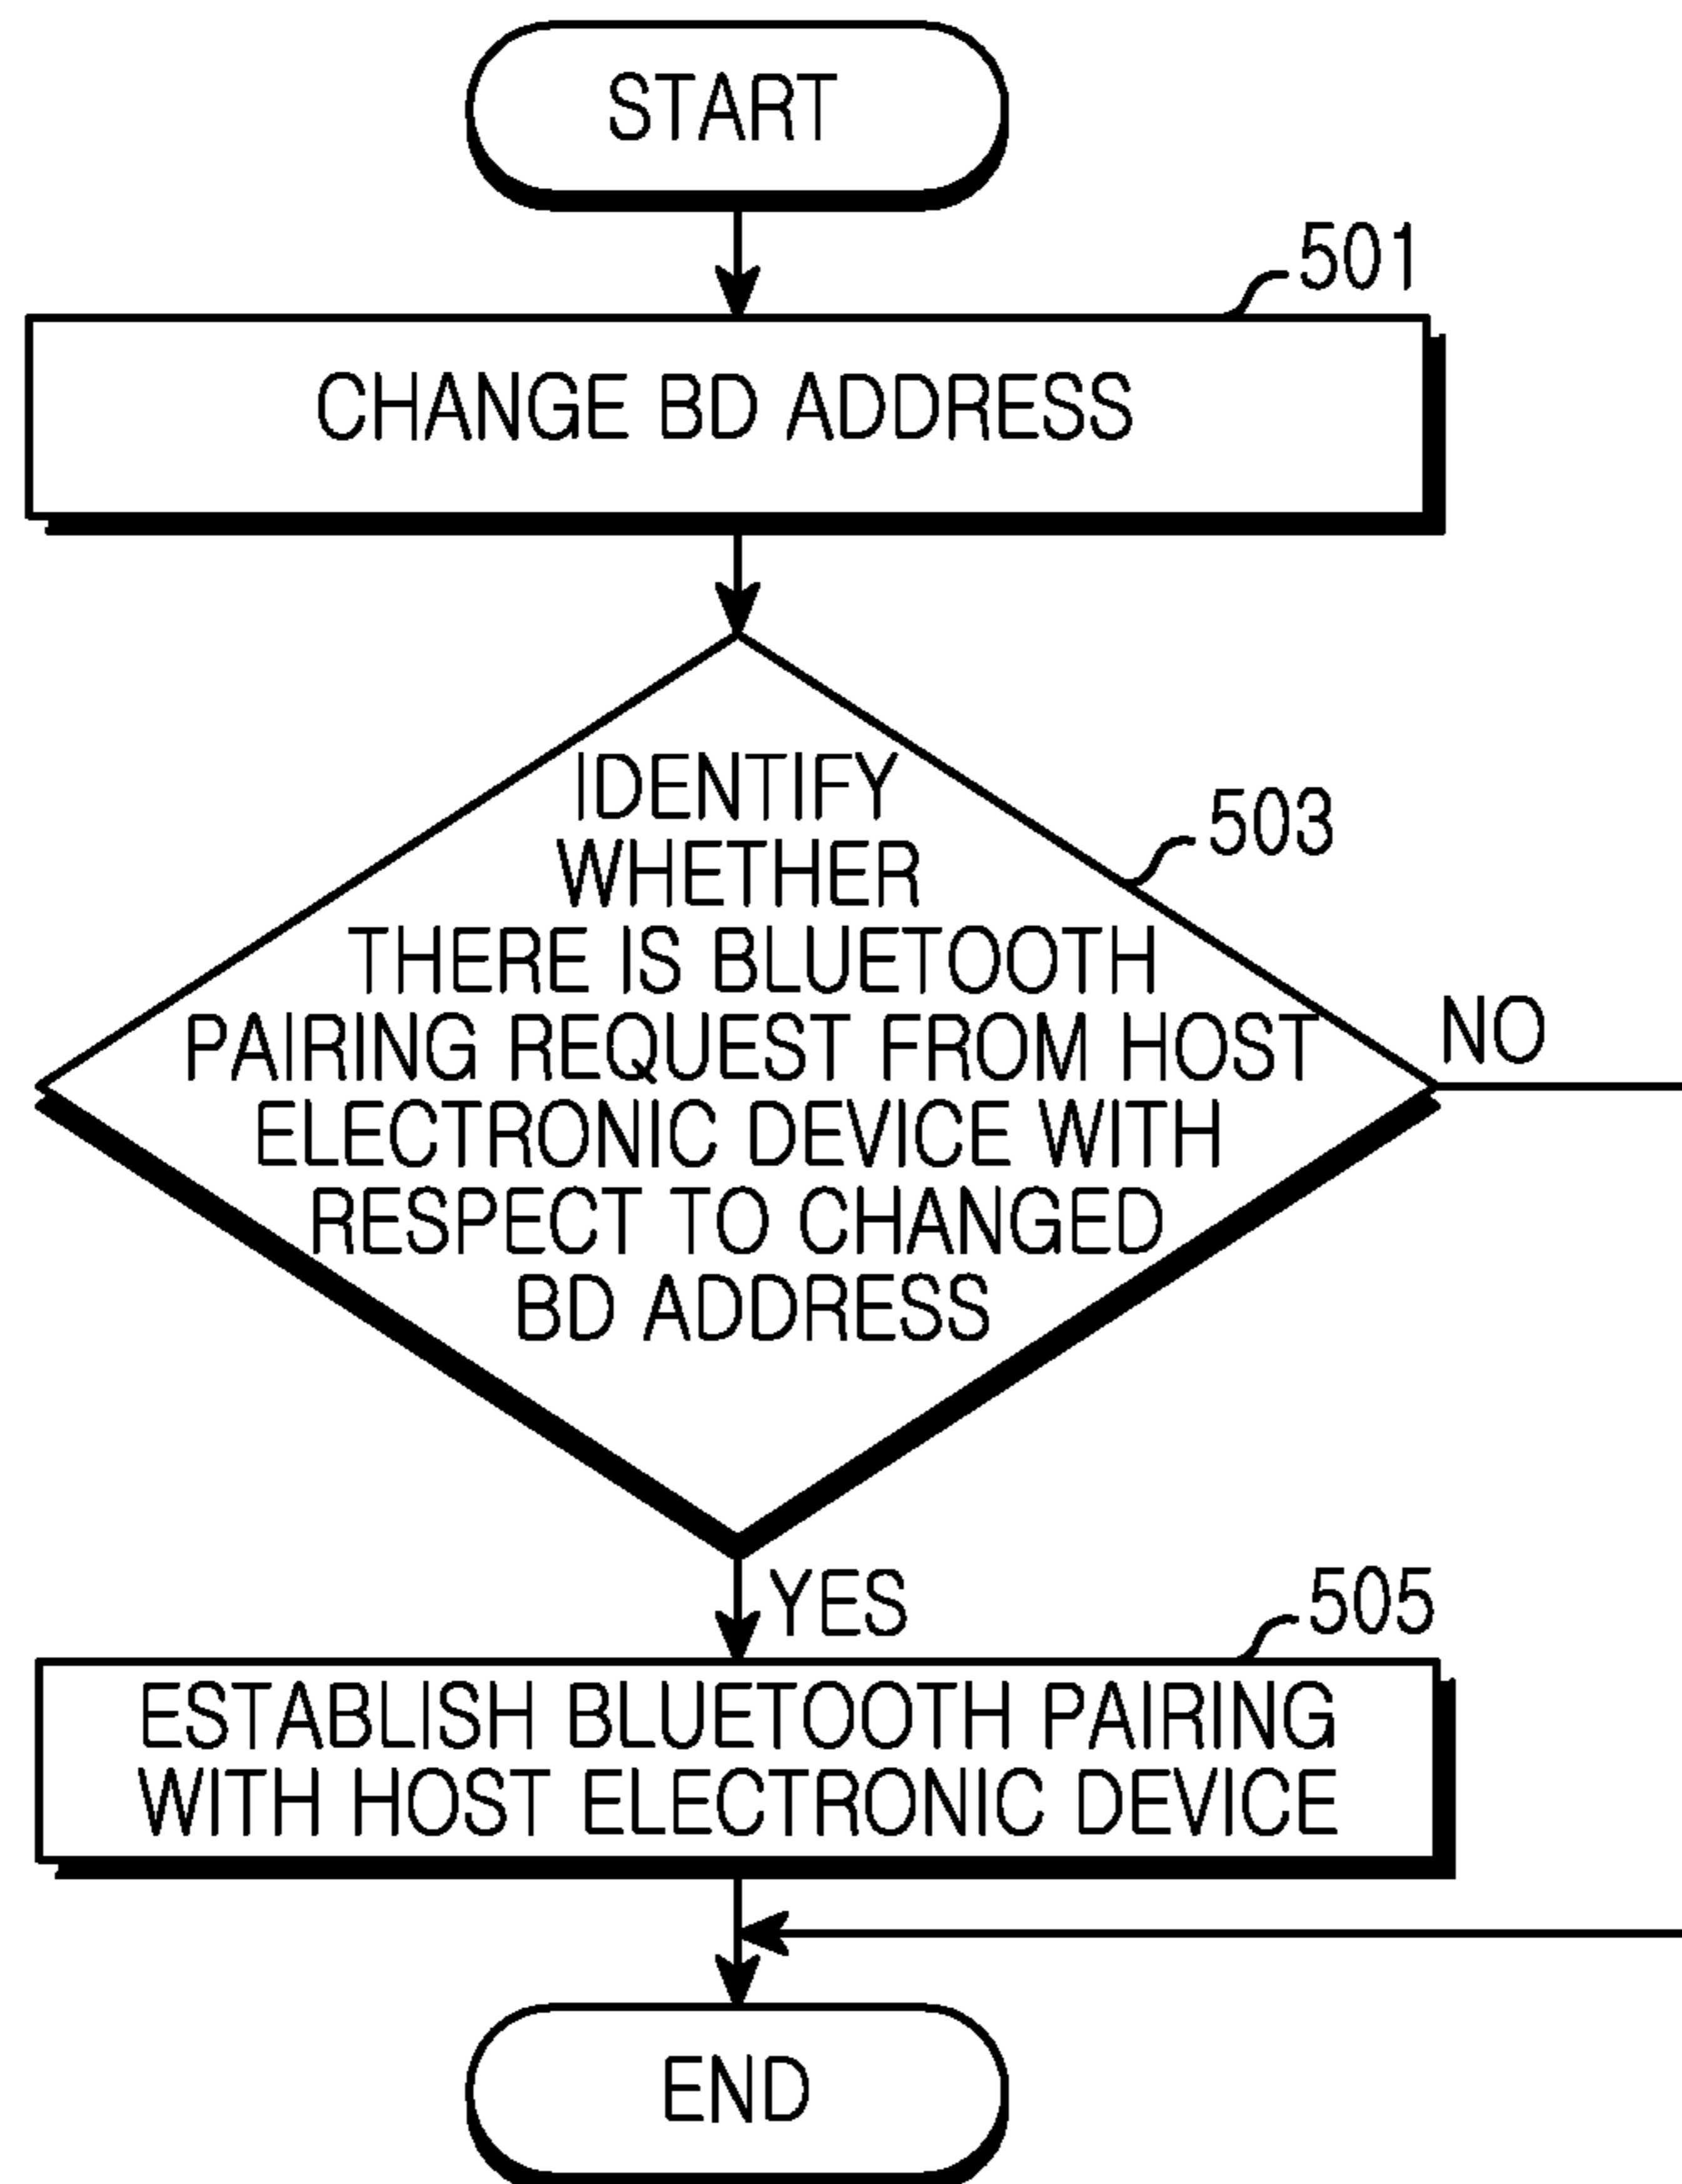 START
501
CHANGE BD ADDRESS
IDENTIFY
WHETHER
503
THERE IS BLUETOOTH
PAIRING REQUEST FROM HOST
NO
ELECTRONIC DEVICE WITH
RESPECT TO CHANGED
BD ADDRESS
YES
505
ESTABLISH BLUETOOTH PAIRING
WITH HOST ELECTRONIC DEVICE
END